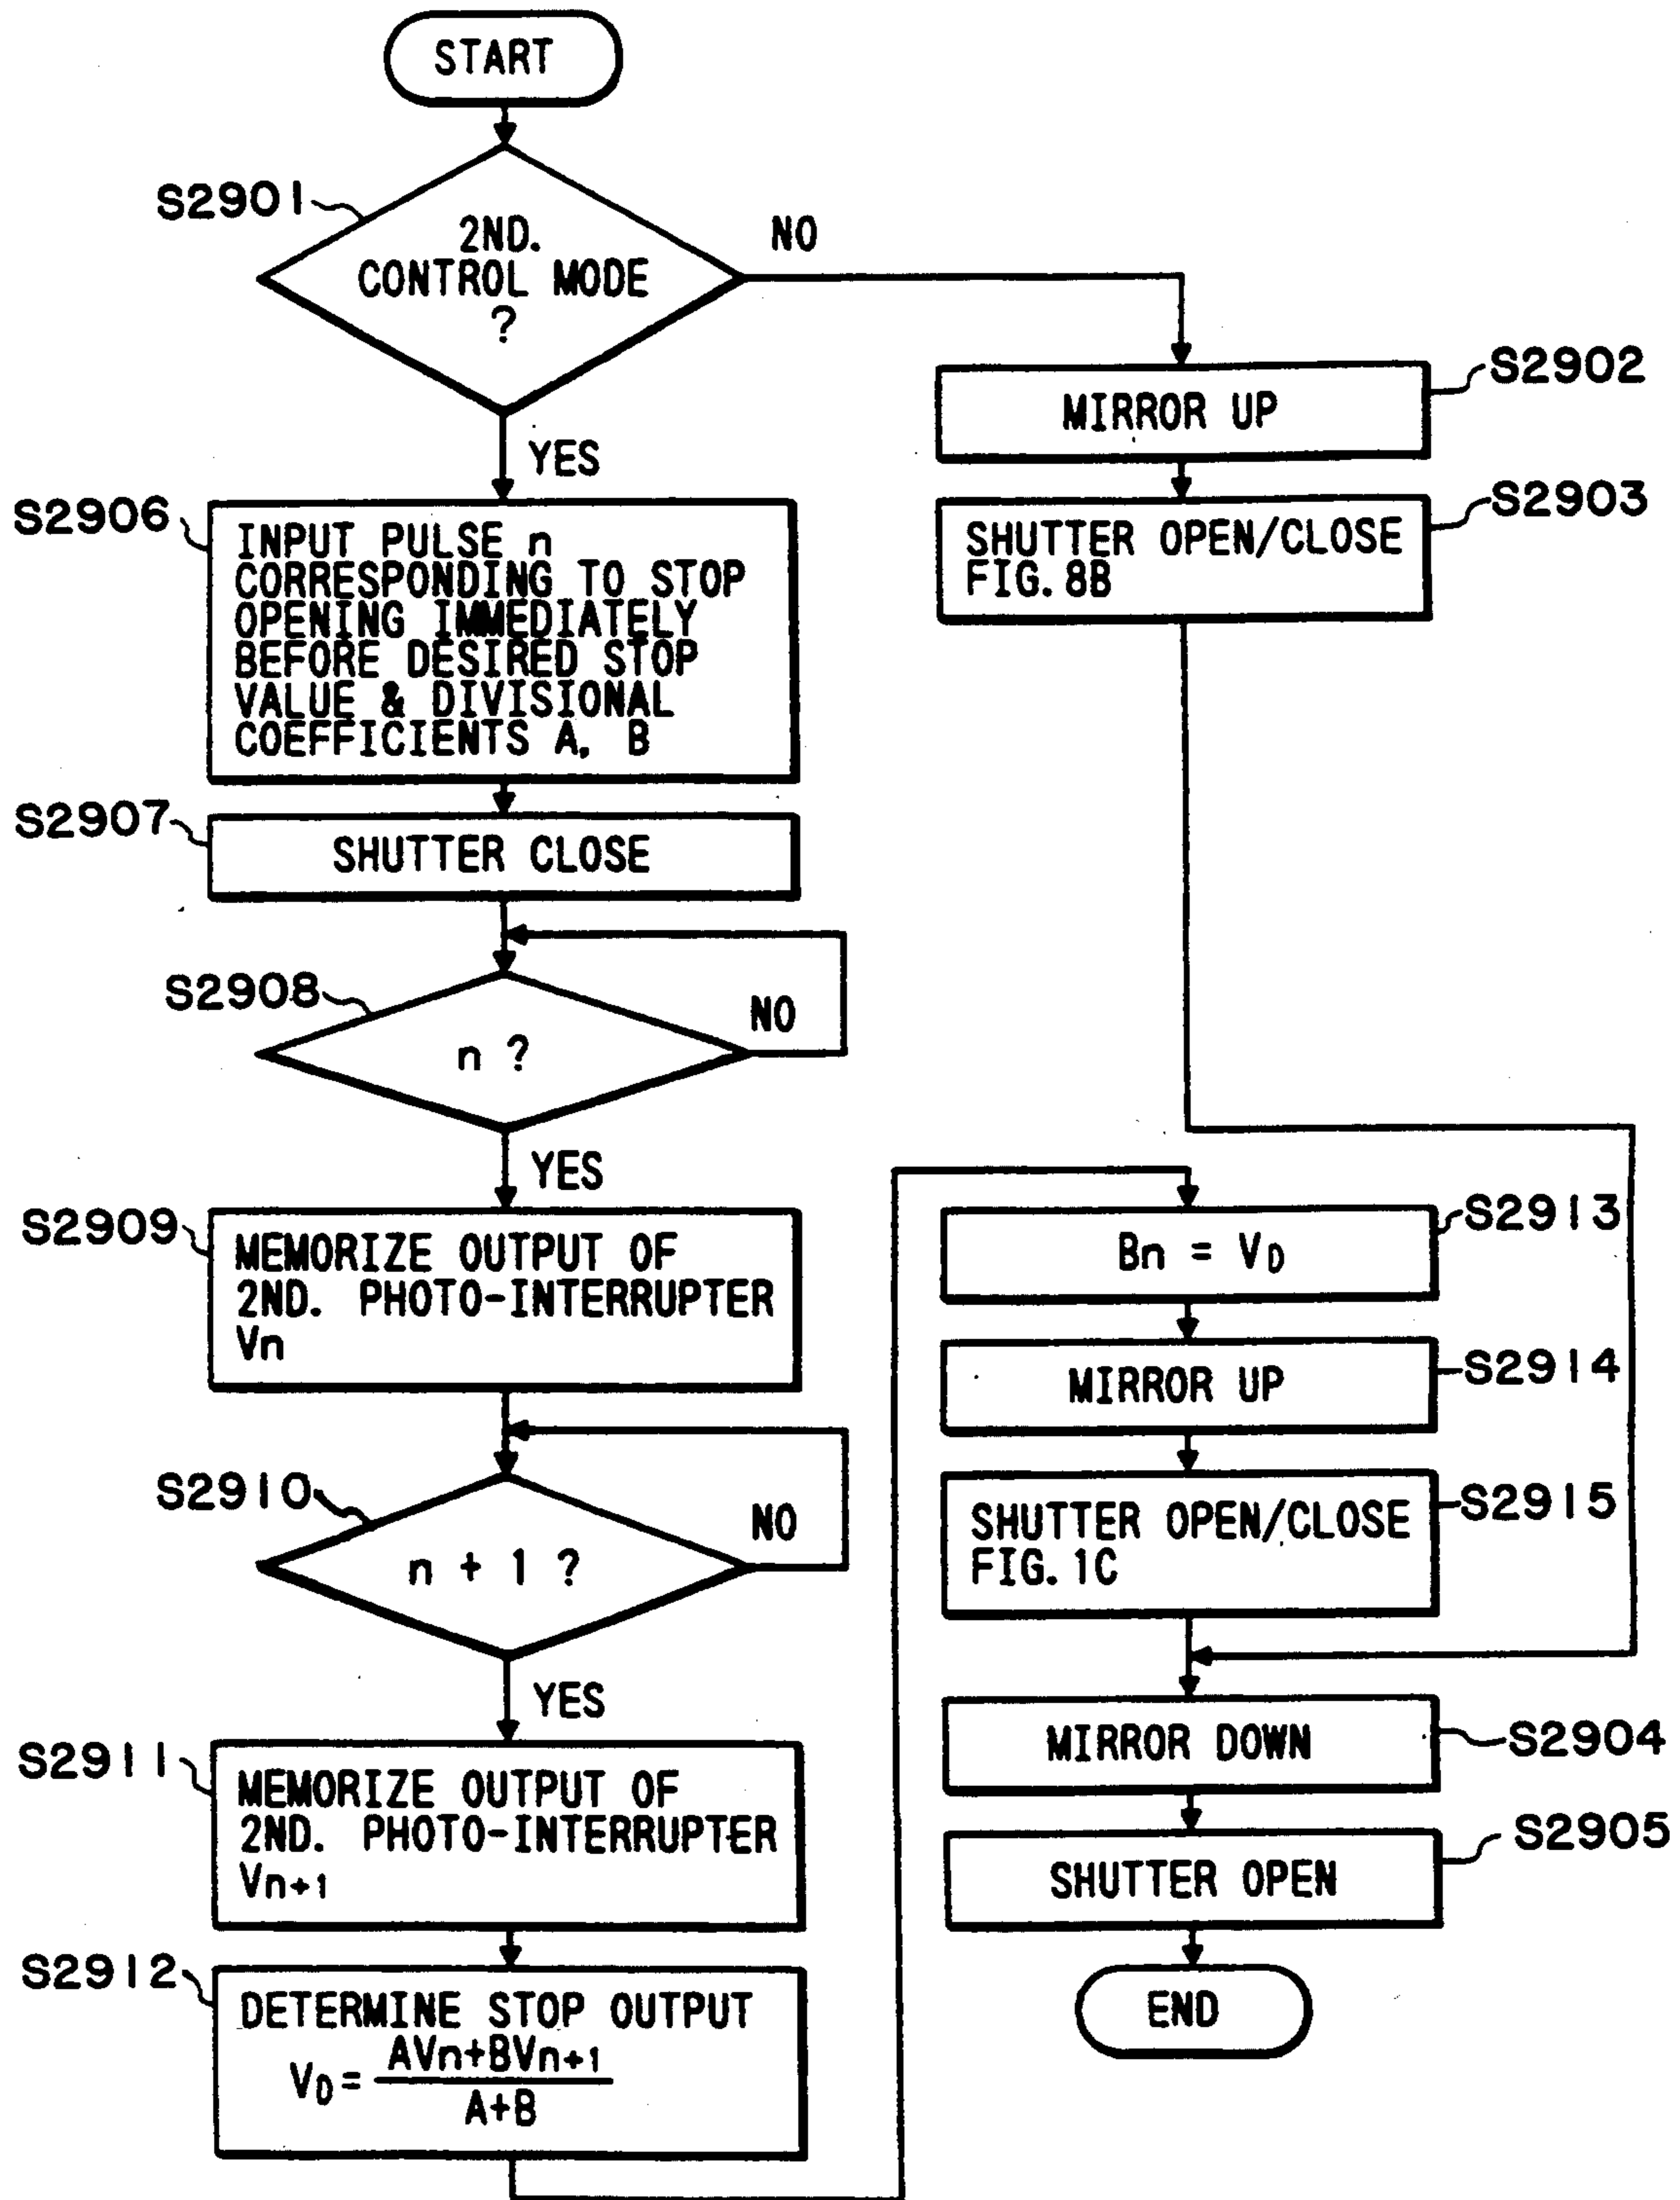 START
S2901
2ND.
CONTROL MODE
?
NO
YES
S2902
MIRROR UP
S2903
SHUTTER OPEN/CLOSE
FIG. 8B
S2906
INPUT PULSE n
CORRESPONDING TO STOP
OPENING IMMEDIATELY
BEFORE DESIRED STOP
VALUE & DIVISIONAL
COEFFICIENTS A, B
S2907
SHUTTER CLOSE
S2908
n ?
NO
YES
S2909
MEMORIZE OUTPUT OF
2ND. PHOTO-INTERRUPTER
Vn
S2910
n + 1 ?
NO
YES
S2911
MEMORIZE OUTPUT OF
2ND. PHOTO-INTERRUPTER
Vn+1
S2912
DETERMINE STOP OUTPUT
VD = AVn+BVn+1
A+B
S2913
Bn = VD
S2914
MIRROR UP
S2915
SHUTTER OPEN/CLOSE
FIG. 1C
S2904
MIRROR DOWN
S2905
SHUTTER OPEN
END